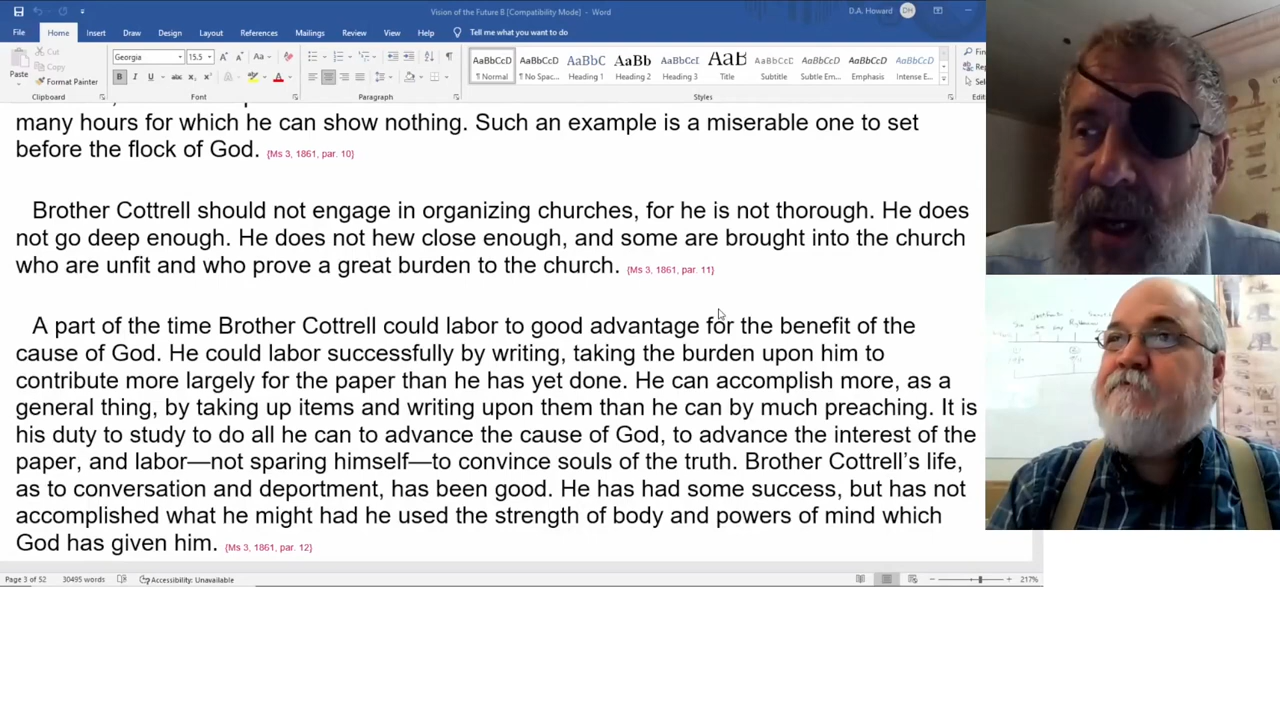 Vision of the Future 8 [Compatibility Mode] - Word
D.A. Howard
DH
File Home Insert Draw Design Layout References Mailings Review View Help Tell me what you want to do
Cut
Copy
Format Painter
Paste
Georgia 15.5
Clipboard Font Paragraph Styles
AaBbCcD AaBbCcD AaBbC AaBb AaBbC AaB AaBbCcD AaBbCcD AaBbCcD AaBbCcD
¶ Normal ¶ No Spac... Heading 1 Heading 2 Heading 3 Title Subtitle Subtle Em... Emphasis Intense E...
many hours for which he can show nothing. Such an example is a miserable one to set
before the flock of God. {Ms 3, 1861, par. 10}
Brother Cottrell should not engage in organizing churches, for he is not thorough. He does
not go deep enough. He does not hew close enough, and some are brought into the church
who are unfit and who prove a great burden to the church. {Ms 3, 1861, par. 11}
A part of the time Brother Cottrell could labor to good advantage for the benefit of the
cause of God. He could labor successfully by writing, taking the burden upon him to
contribute more largely for the paper than he has yet done. He can accomplish more, as a
general thing, by taking up items and writing upon them than he can by much preaching. It is
his duty to study to do all he can to advance the cause of God, to advance the interest of the
paper, and labor—not sparing himself—to convince souls of the truth. Brother Cottrell's life,
as to conversation and deportment, has been good. He has had some success, but has not
accomplished what he might had he used the strength of body and powers of mind which
God has given him. {Ms 3, 1861, par. 12}
Page 3 of 52 30495 words Accessibility: Unavailable 217%